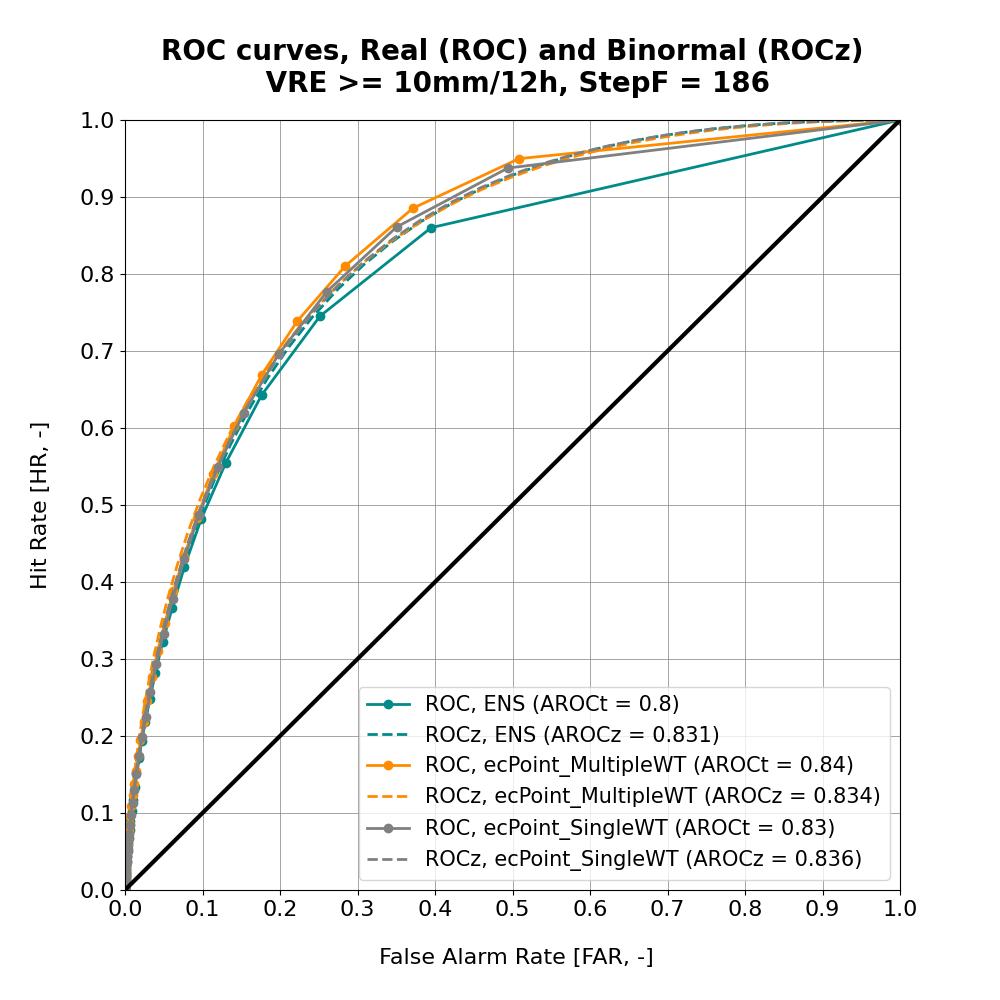 ROC curves, Real (ROC) and Binormal (ROCz)
VRE >= 10mm/12h, StepF = 186
1.0
0.9
0.8
0.7
0.6
0.5
0.4
0.3
0.2
0.1
0.0
Hit Rate [HR, -]
ROC, ENS (AROCt = 0.8)
ROCz, ENS (AROCz = 0.831)
ROC, ecPoint_MultipleWT (AROCt = 0.84)
ROCz, ecPoint_MultipleWT (AROCz = 0.834)
ROC, ecPoint_SingleWT (AROCt = 0.83)
ROCz, ecPoint_SingleWT (AROCz = 0.836)
0.0 0.1 0.2 0.3 0.4 0.5 0.6 0.7 0.8 0.9 1.0
False Alarm Rate [FAR, -]